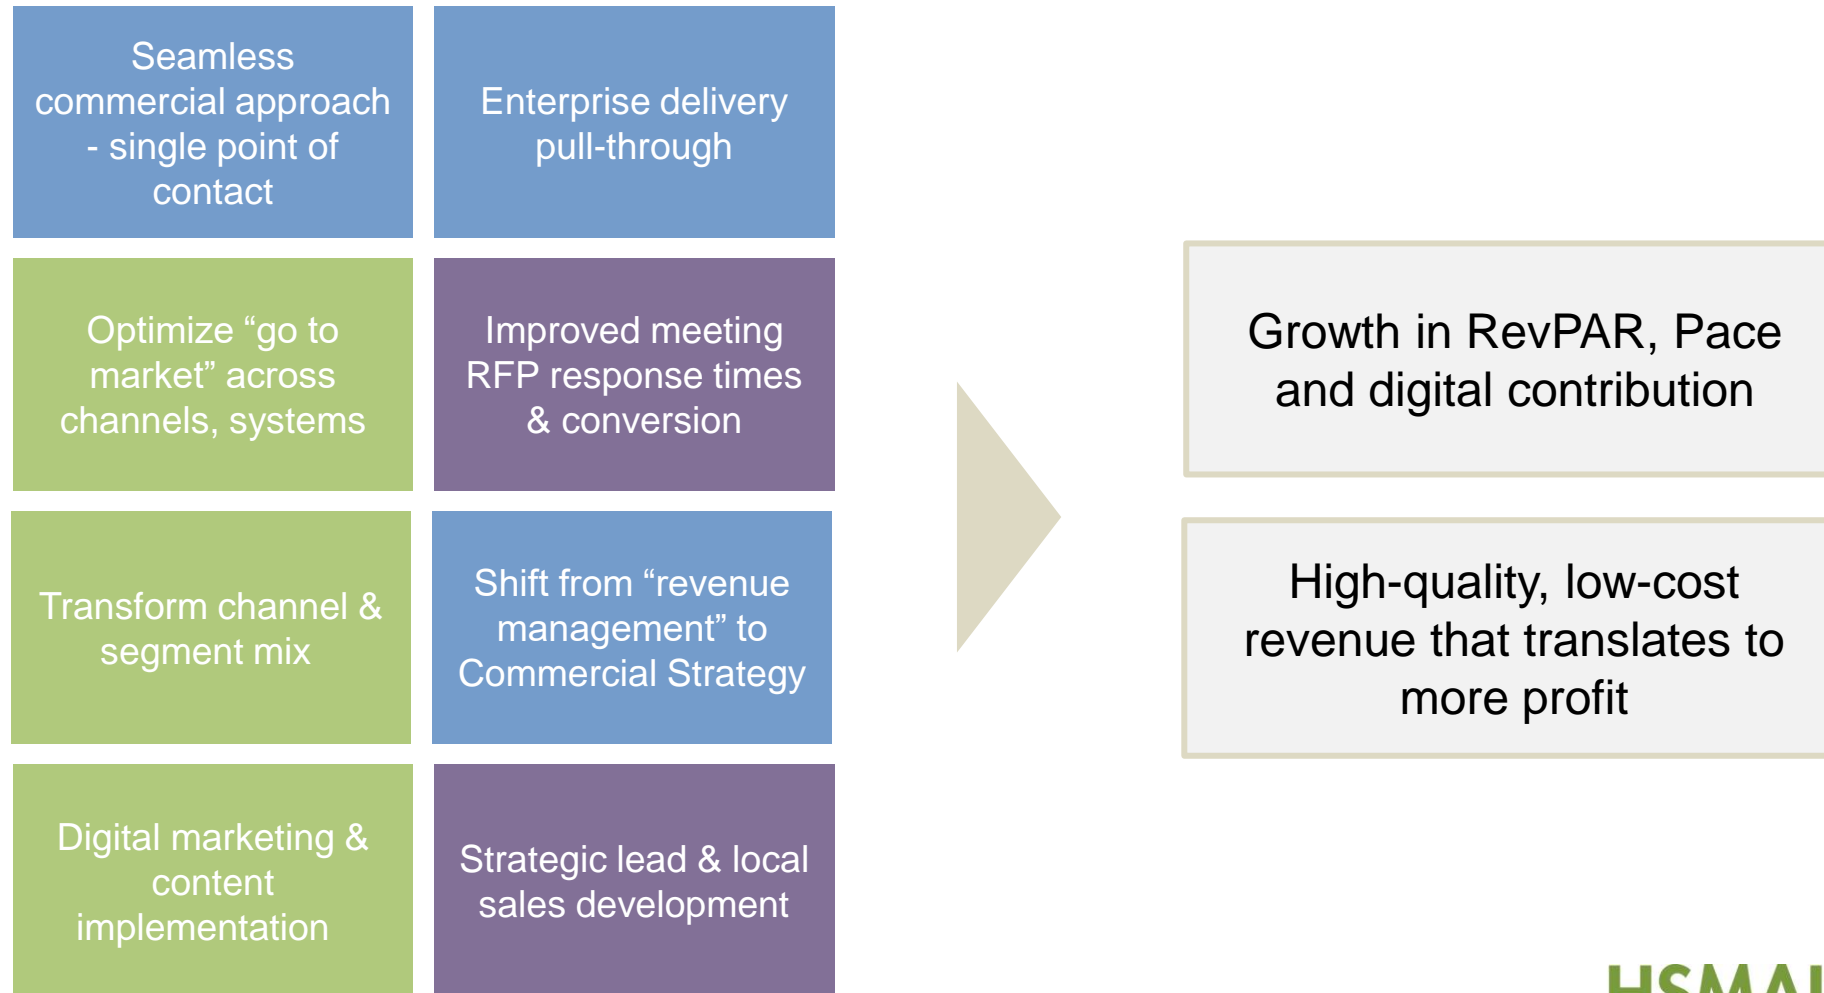 Seamless
commercial approach
- single point of
contact
Enterprise delivery
pull-through
Optimize “go to
market” across
channels, systems
Improved meeting
RFP response times
& conversion
Transform channel &
segment mix
Shift from “revenue
management” to
Commercial Strategy
Digital marketing &
content
implementation
Strategic lead & local
sales development
Growth in RevPAR, Pace
and digital contribution
High-quality, low-cost
revenue that translates to
more profit
HSMAI